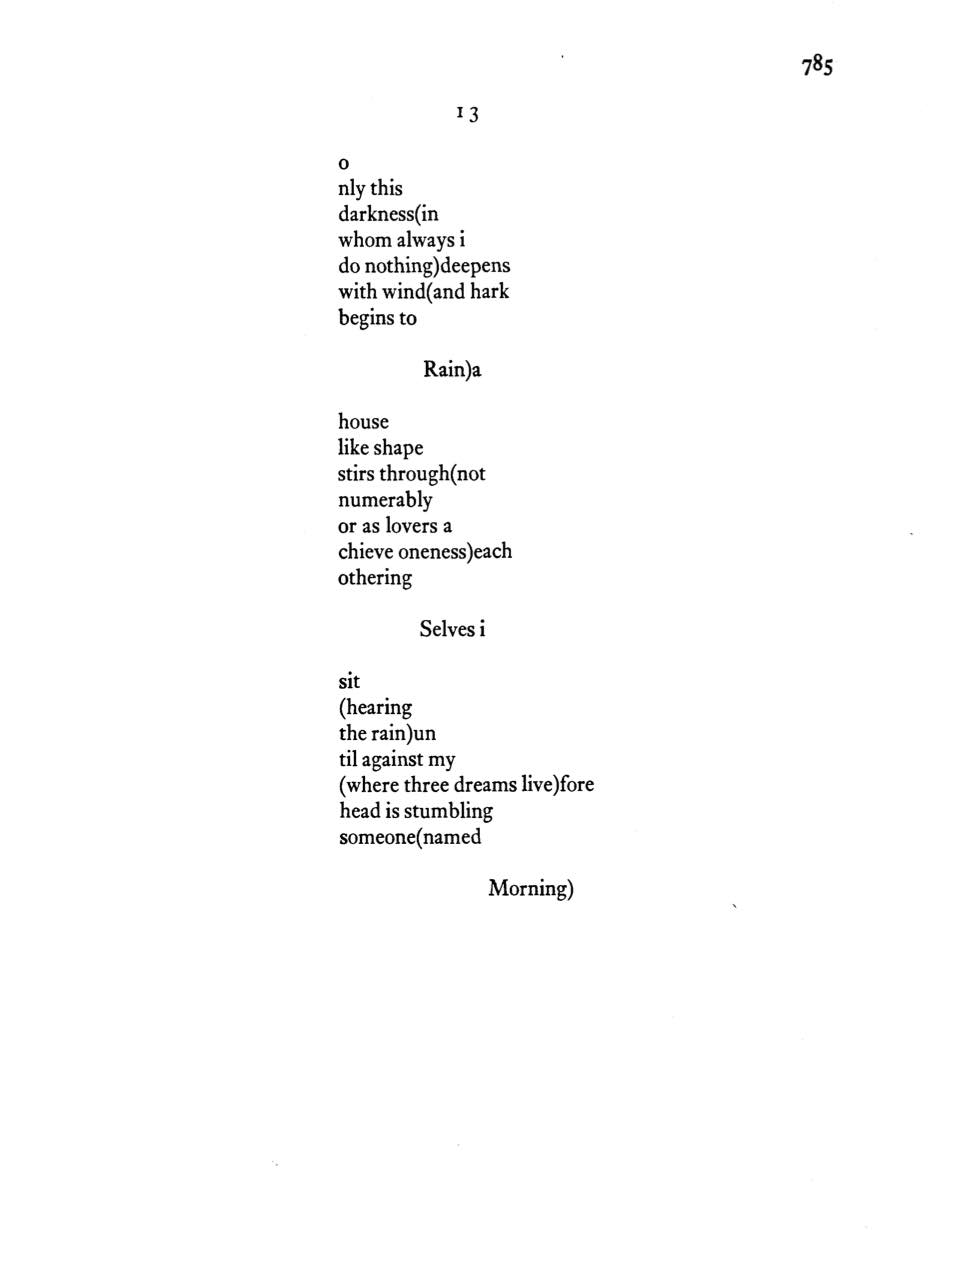 785
13
o
nly this
darkness(in
whom always i
do nothing)deepens
with wind(and hark
begins to
Rain)a
house
like shape
stirs through(not
numerably
or as lovers a
chieve oneness)each
othering
Selves i
sit
(hearing
the rain)un
til against my
(where three dreams live)fore
head is stumbling
someone(named
Morning)